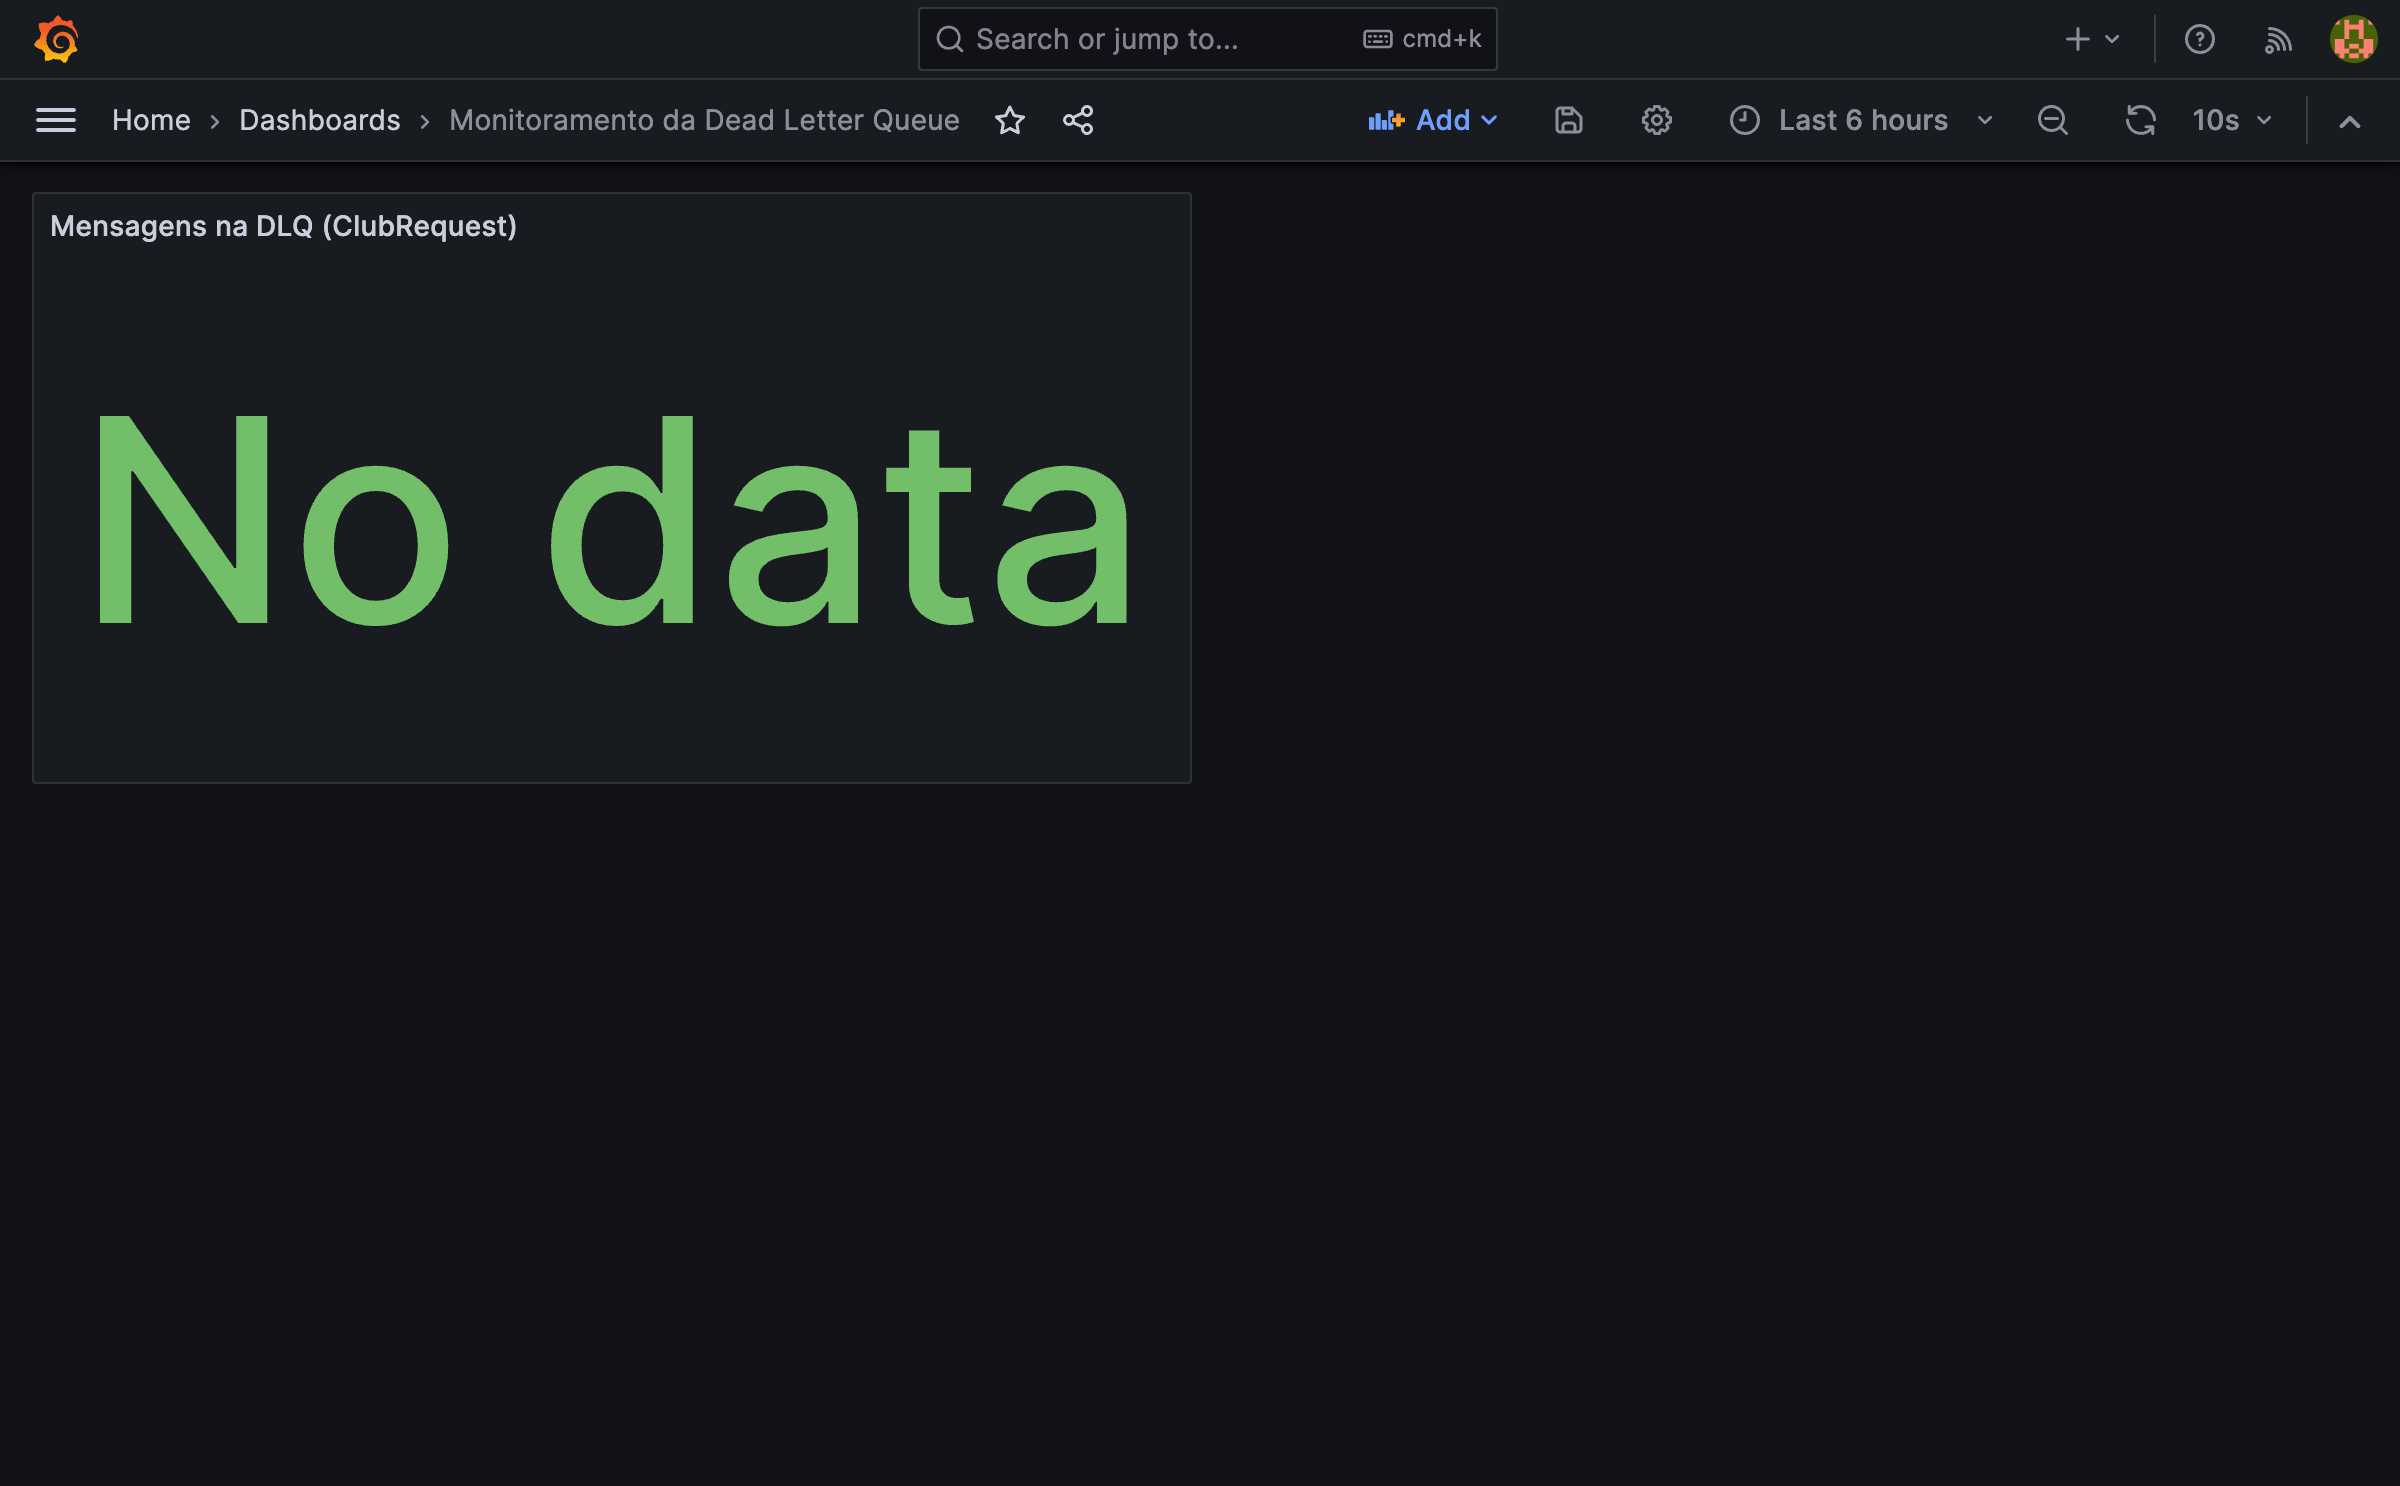 Search or jump to... cmd+k
Home › Dashboards › Monitoramento da Dead Letter Queue Add Last 6 hours 10s
Mensagens na DLQ (ClubRequest)
No data